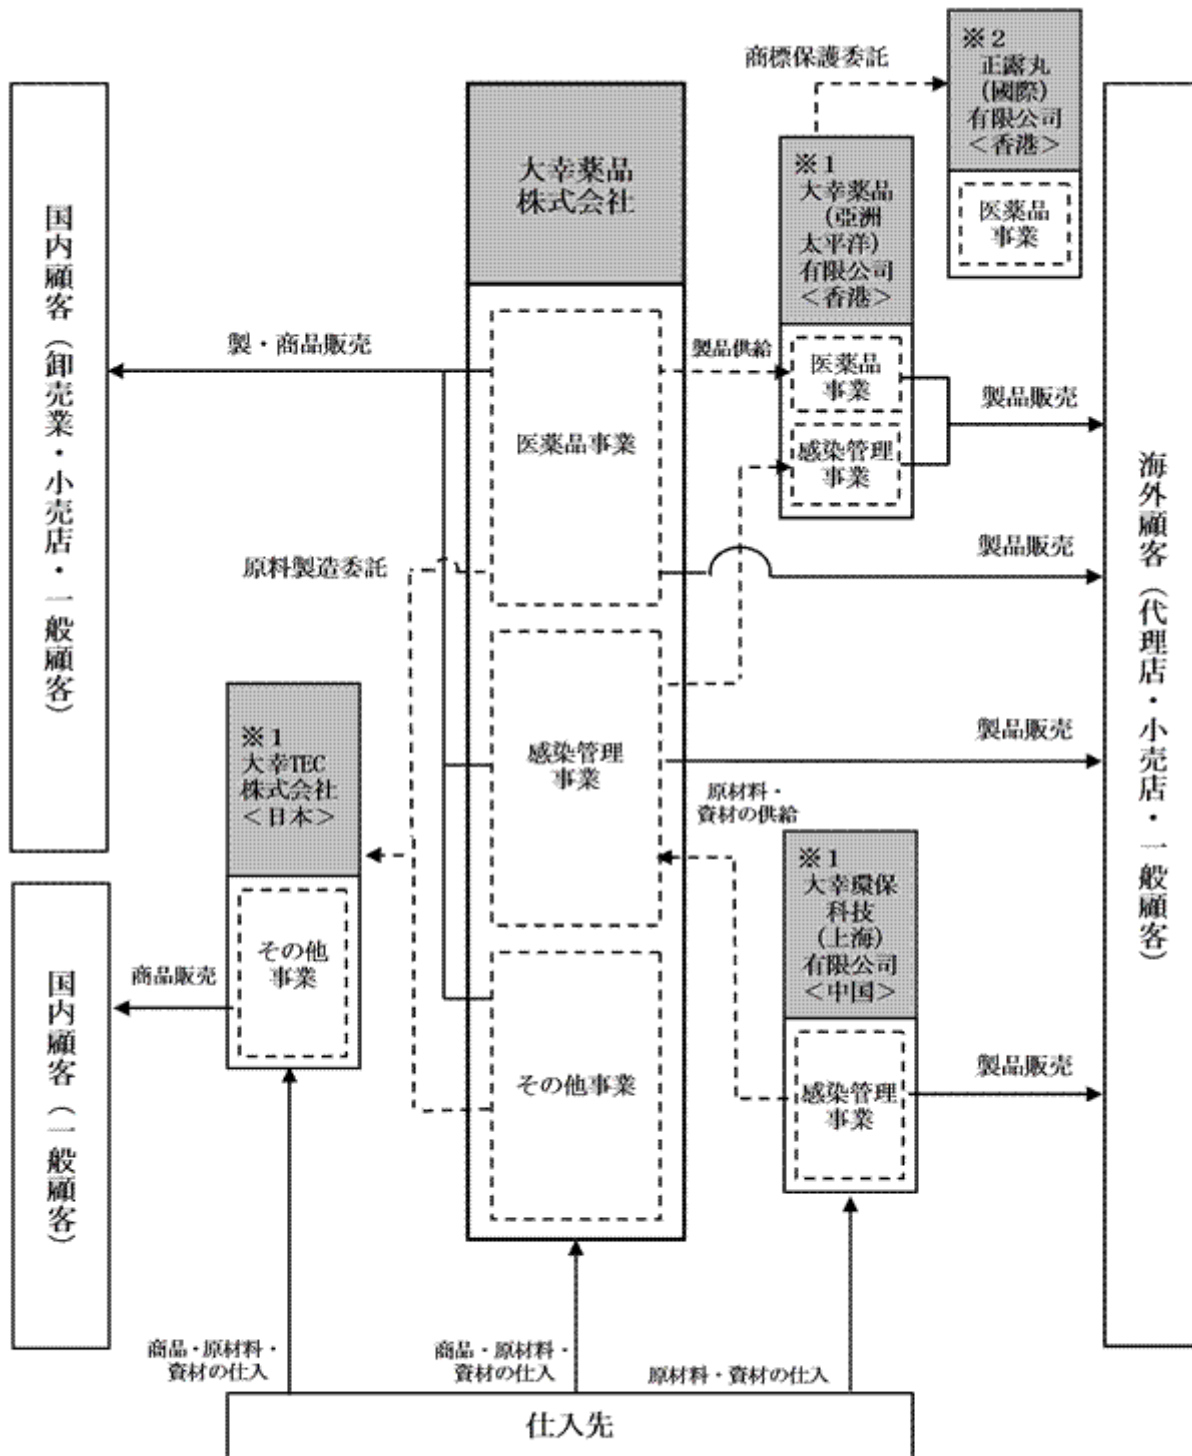 商標保護委託
※2
正露丸
(國際)
有限公司
<香港>
医薬品
事業
大幸薬品
株式会社
※1
大幸薬品
(亞洲
太平洋)
有限公司
<香港>
国内顧客（卸売業・小売店・一般顧客）
製・商品販売
製品供給
医薬品
事業
製品販売
医薬品事業
感染管理
事業
海外顧客（代理店・小売店・一般顧客）
原料製造委託
製品販売
※1
大幸TEC
株式会社
<日本>
感染管理
事業
製品販売
原材料・
資材の供給
※1
大幸環保
科技
(上海)
有限公司
<中国>
国内顧客（一般顧客）
商品販売
その他
事業
その他事業
感染管理
事業
製品販売
商品・原材料・
資材の仕入
商品・原材料・
資材の仕入
原材料・資材の仕入
仕入先